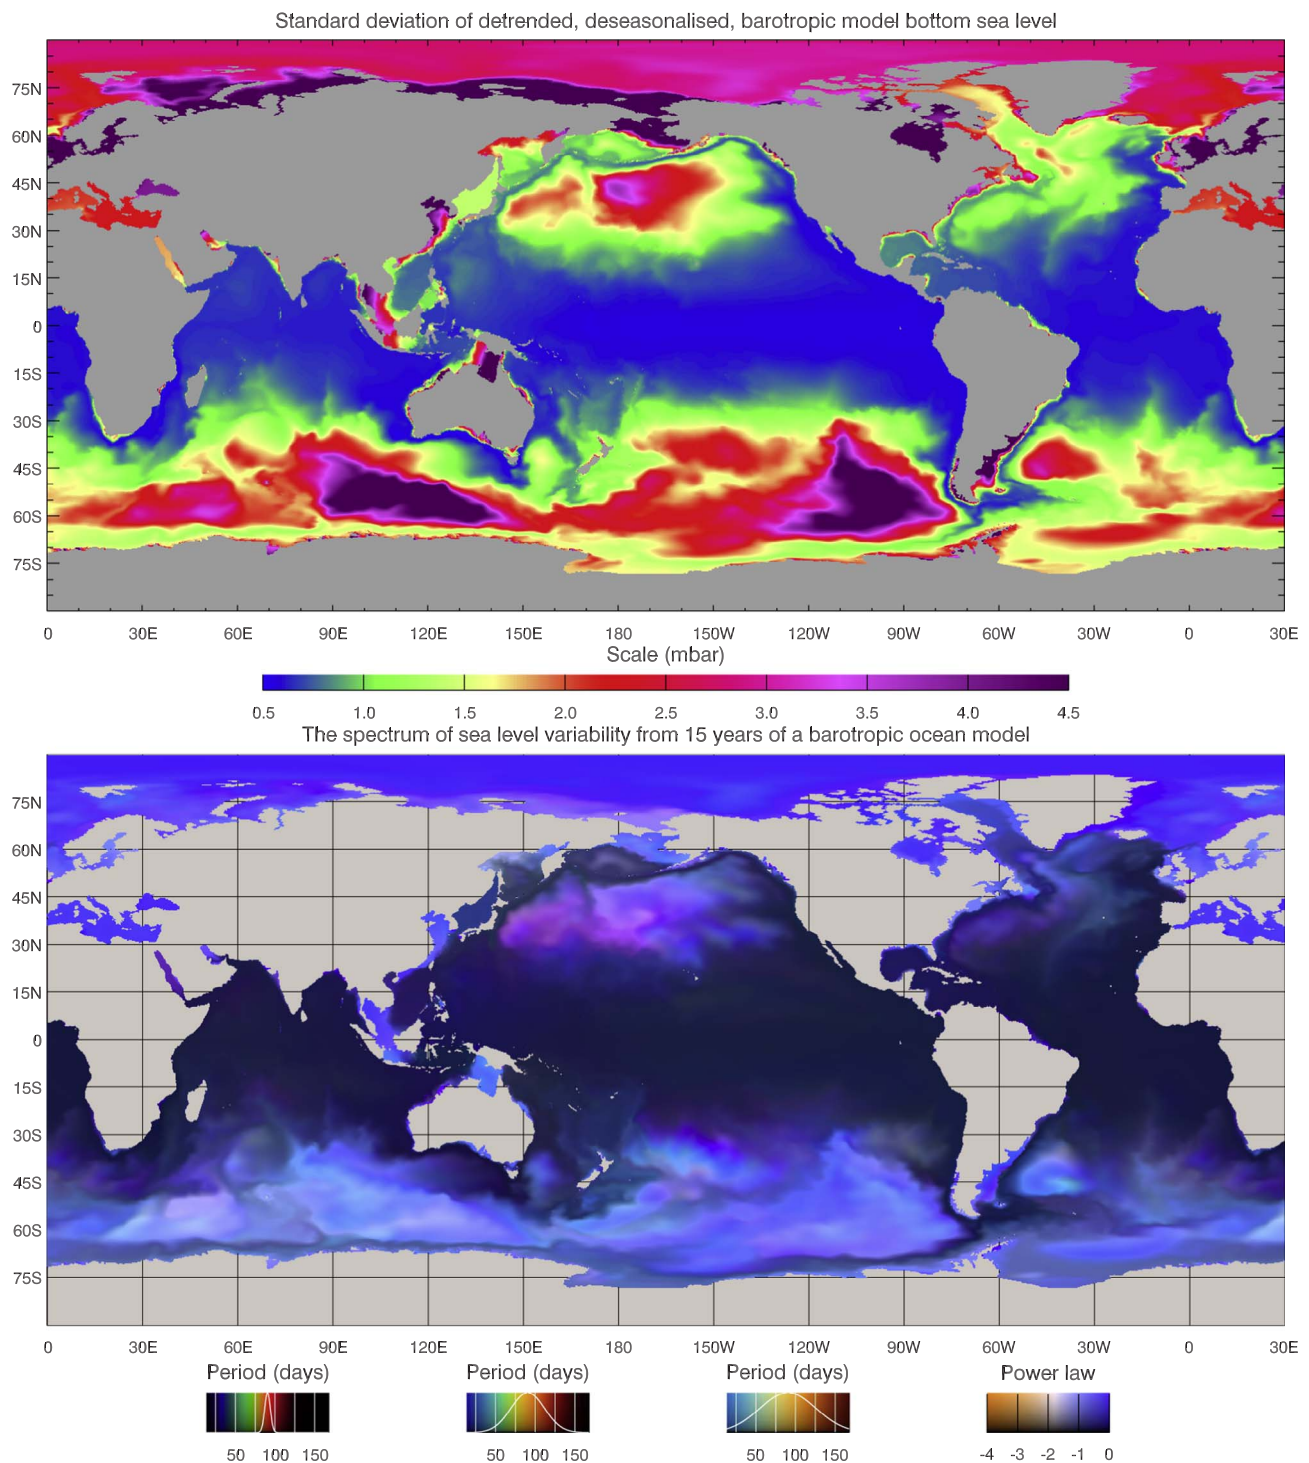 Standard deviation of detrended, deseasonalised, barotropic model bottom sea level
75N
60N
45N
30N
15N
0
15S
30S
45S
60S
75S
0 30E 60E 90E 120E 150E 180 150W 120W 90W 60W 30W 0 30E
Scale (mbar)
0.5 1.0 1.5 2.0 2.5 3.0 3.5 4.0 4.5
The spectrum of sea level variability from 15 years of a barotropic ocean model
75N
60N
45N
30N
15N
0
15S
30S
45S
60S
75S
0 30E 60E 90E 120E 150E 180 150W 120W 90W 60W 30W 0 30E
Period (days) Period (days) Period (days) Power law
50 100 150 50 100 150 50 100 150 -4 -3 -2 -1 0